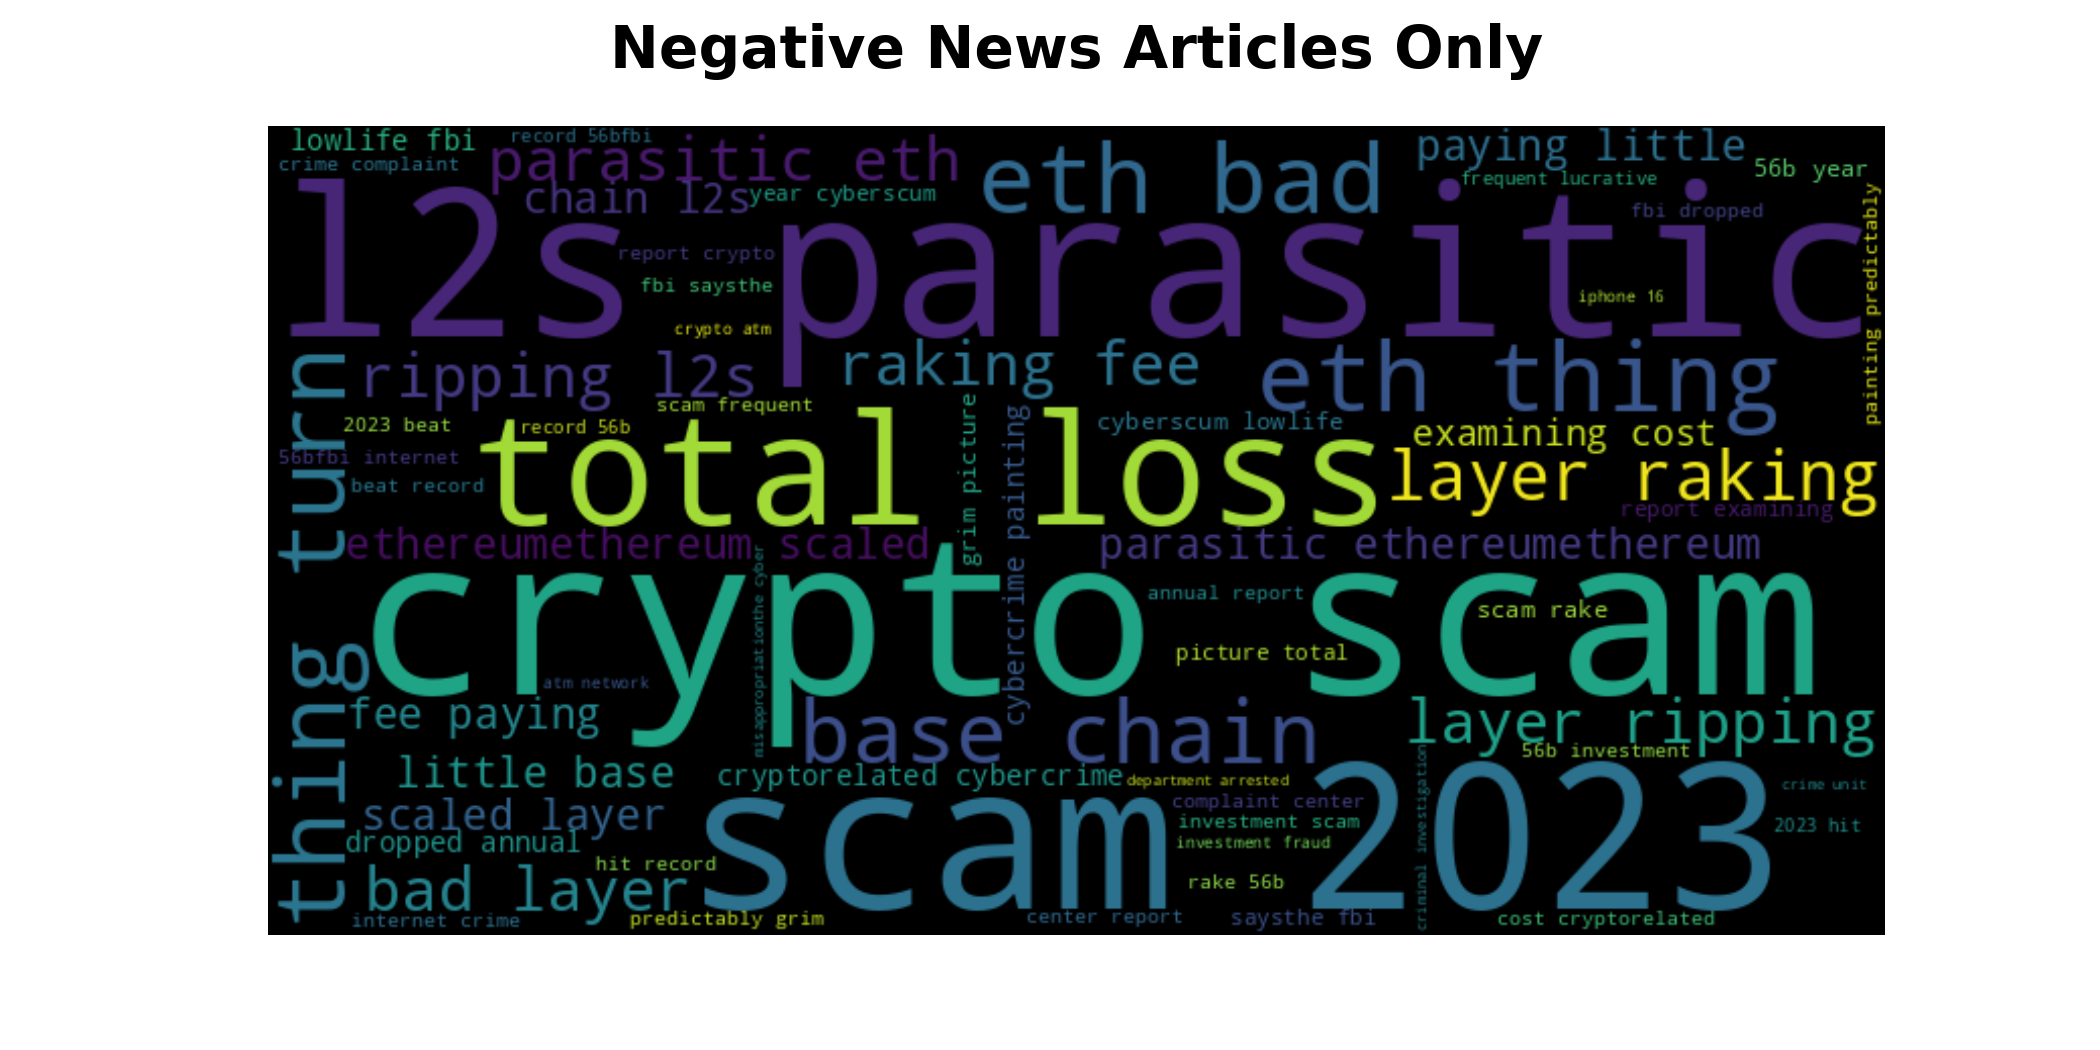 Negative News Articles Only
lowlife fbi
record 56bfbi
crime complaint
parasitic eth
eth bad
paying little
56b year
chain l2s
year cyberscum
frequent lucrative
fbi dropped
painting predictably
l2s parasitic
report crypto
fbi saysthe
iphone 16
crypto atm
thing turn
ripping l2s
raking fee
eth thing
scam frequent
grim picture
cybercrime painting
cyberscum lowlife
2023 beat
record 56b
examining cost
total loss
layer raking
56bfbi internet
beat record
report examining
ethereumethereum scaled
parasitic ethereumethereum
misappropriationthe cyber
crypto scam
annual report
scam rake
picture total
atm network
fee paying
base chain
layer ripping
56b investment
little base
cryptorelated cybercrime
department arrested
criminal investigation
crime unit
scaled layer
scam 2023
complaint center
investment scam
2023 hit
dropped annual
investment fraud
hit record
bad layer
rake 56b
internet crime
predictably grim
center report
saysthe fbi
cost cryptorelated